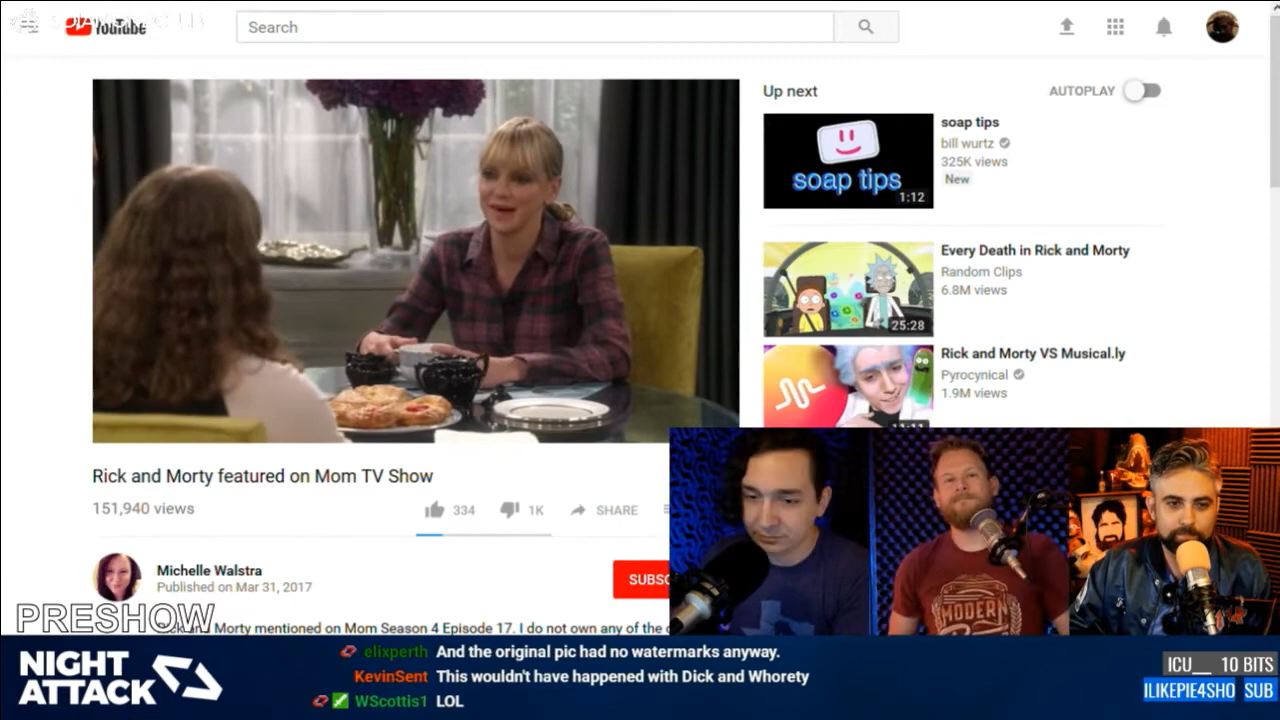 YouTube
Search
Up next
AUTOPLAY
soap tips
soap tips
bill wurtz
325K views
New
1:12
Every Death in Rick and Morty
Random Clips
6.8M views
25:28
Rick and Morty VS Musical.ly
Pyrocynical
1.9M views
11:11
Rick and Morty featured on Mom TV Show
151,940 views
334
1K
SHARE
Michelle Walstra
Published on Mar 31, 2017
SUBSC
MODERN
PRESHOW
Morty mentioned on Mom Season 4 Episode 17. I do not own any of the
NIGHT
ATTACK
elixperth And the original pic had no watermarks anyway.
KevinSent This wouldn't have happened with Dick and Whorety
WScottis1 LOL
ICU__ 10 BITS
ILIKEPIE4SHO SUB